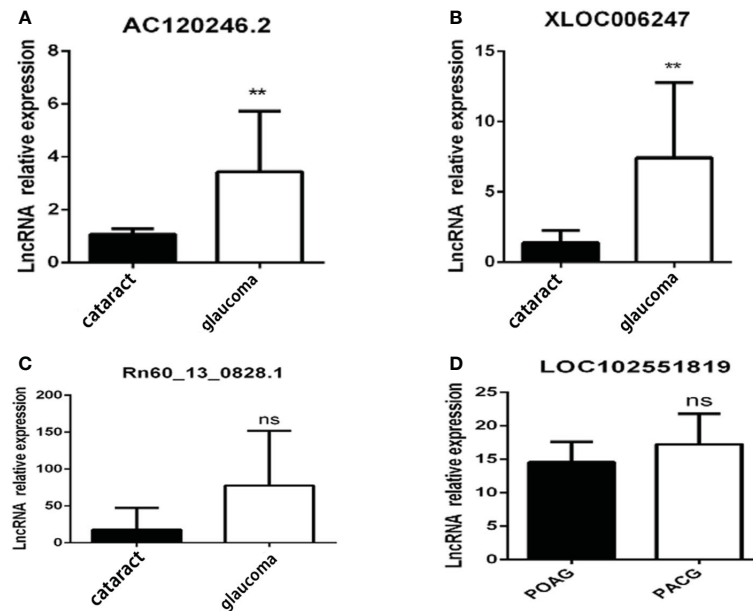 A
AC120246.2
LncRNA relative expression
8
6
4
2
0
**
cataract
glaucoma
B
XLOC006247
LncRNA relative expression
15
10
5
0
**
cataract
glaucoma
C
Rn60_13_0828.1
LncRNA relative expression
200
150
100
50
0
ns
cataract
glaucoma
D
LOC102551819
LncRNA relative expression
25
20
15
10
5
0
ns
POAG
PACG